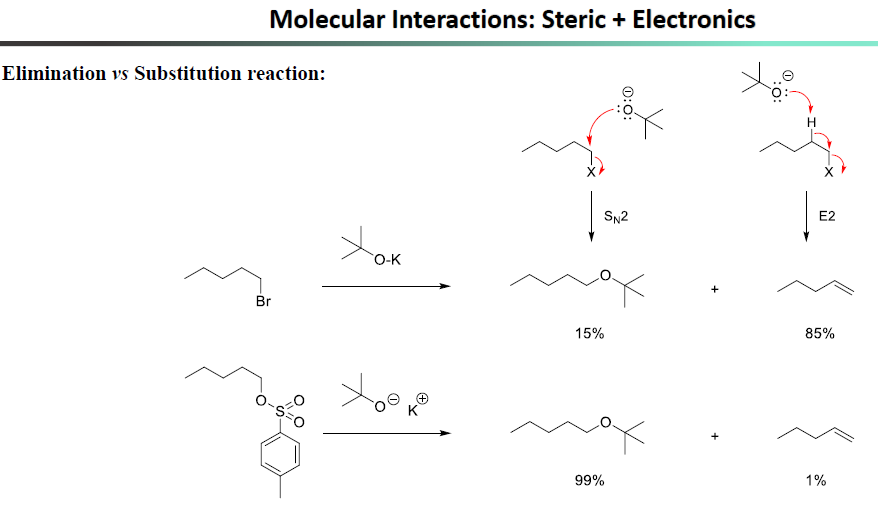 Molecular Interactions: Steric + Electronics
Elimination vs Substitution reaction:
:O: ⊖
⊖ O:
H
X
X
SN2
E2
O-K
Br
O
+
15%
85%
O
O
S
O
O⊖ K⊕
O
+
99%
1%